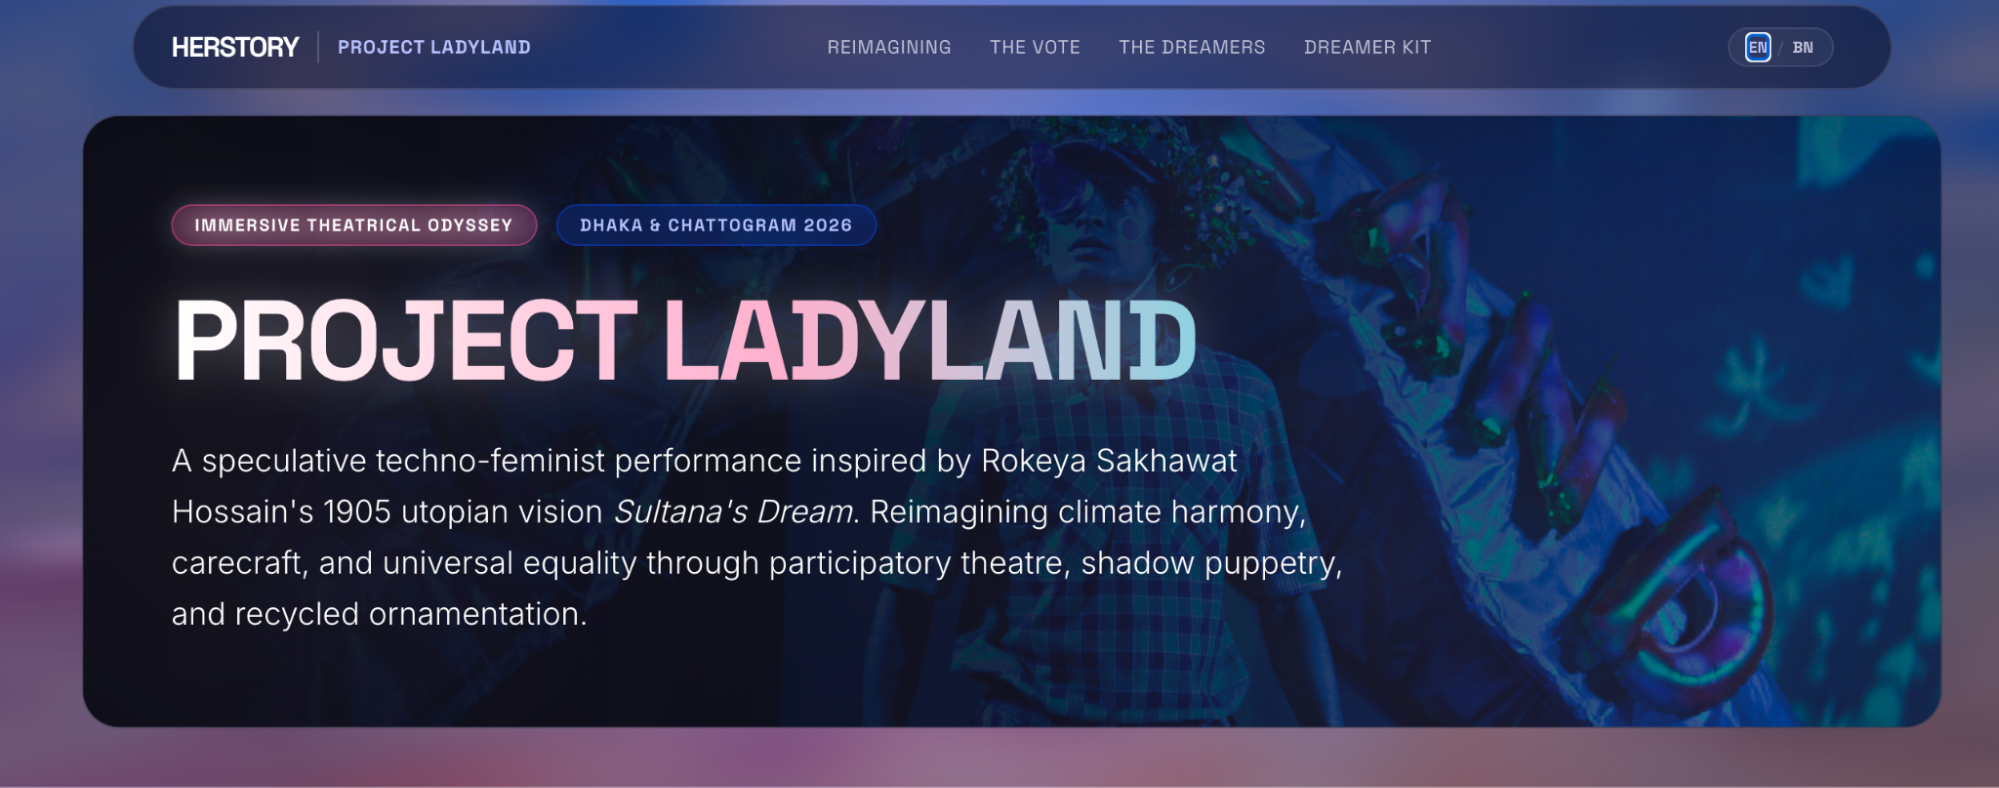 HERSTORY
PROJECT LADYLAND
REIMAGINING
THE VOTE
THE DREAMERS
DREAMER KIT
EN / BN
IMMERSIVE THEATRICAL ODYSSEY
DHAKA & CHATTOGRAM 2026
PROJECT LADYLAND
A speculative techno-feminist performance inspired by Rokeya Sakhawat
Hossain's 1905 utopian vision Sultana's Dream. Reimagining climate harmony,
carecraft, and universal equality through participatory theatre, shadow puppetry,
and recycled ornamentation.